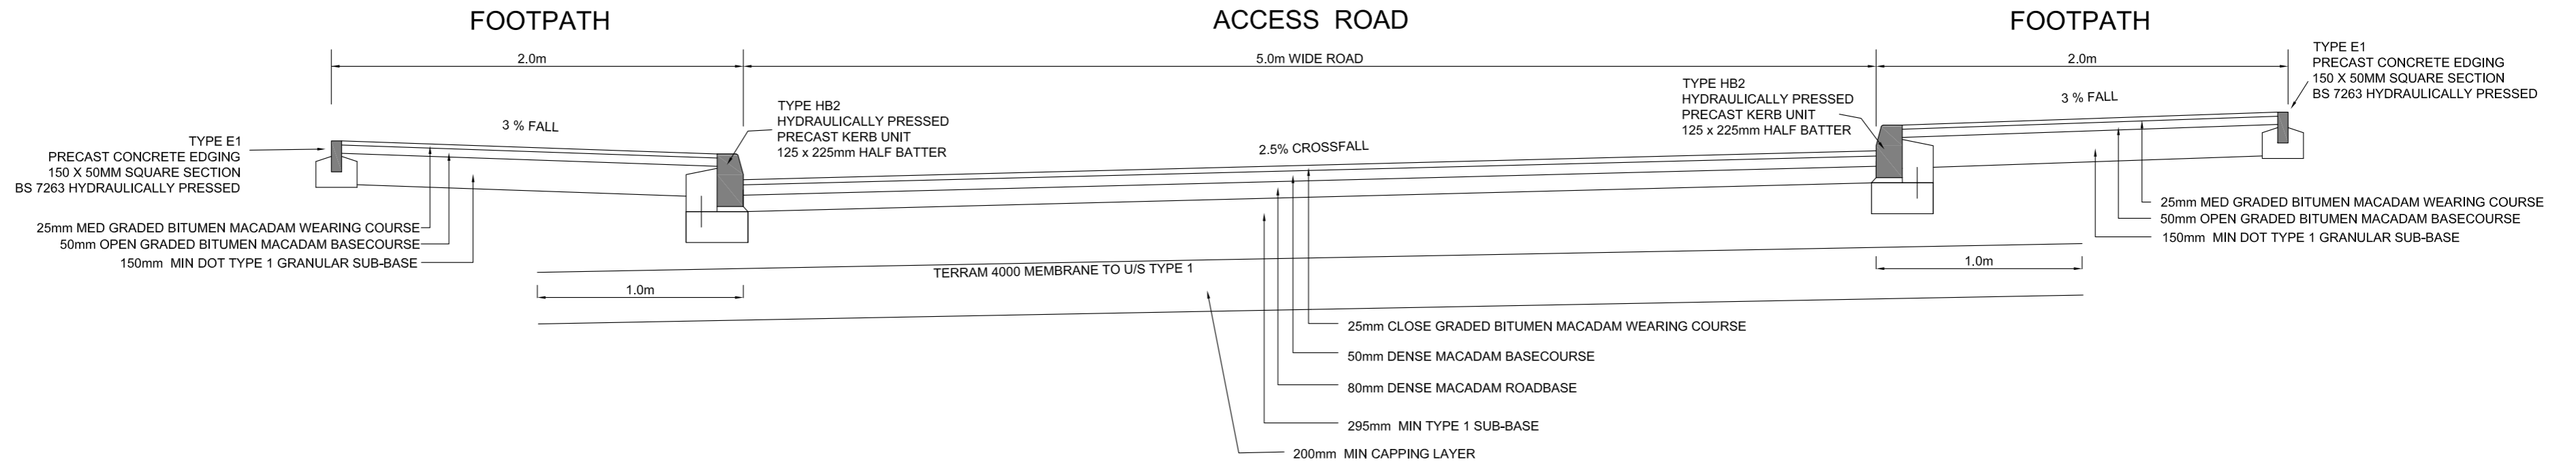 FOOTPATH
ACCESS ROAD
FOOTPATH
2.0m
5.0m WIDE ROAD
2.0m
TYPE E1
PRECAST CONCRETE EDGING
150 X 50MM SQUARE SECTION
BS 7263 HYDRAULICALLY PRESSED
3 % FALL
TYPE HB2
HYDRAULICALLY PRESSED
PRECAST KERB UNIT
125 x 225mm HALF BATTER
2.5% CROSSFALL
TYPE HB2
HYDRAULICALLY PRESSED
PRECAST KERB UNIT
125 x 225mm HALF BATTER
3 % FALL
TYPE E1
PRECAST CONCRETE EDGING
150 X 50MM SQUARE SECTION
BS 7263 HYDRAULICALLY PRESSED
25mm MED GRADED BITUMEN MACADAM WEARING COURSE
50mm OPEN GRADED BITUMEN MACADAM BASECOURSE
150mm MIN DOT TYPE 1 GRANULAR SUB-BASE
25mm MED GRADED BITUMEN MACADAM WEARING COURSE
50mm OPEN GRADED BITUMEN MACADAM BASECOURSE
150mm MIN DOT TYPE 1 GRANULAR SUB-BASE
TERRAM 4000 MEMBRANE TO U/S TYPE 1
1.0m
1.0m
25mm CLOSE GRADED BITUMEN MACADAM WEARING COURSE
50mm DENSE MACADAM BASECOURSE
80mm DENSE MACADAM ROADBASE
295mm MIN TYPE 1 SUB-BASE
200mm MIN CAPPING LAYER